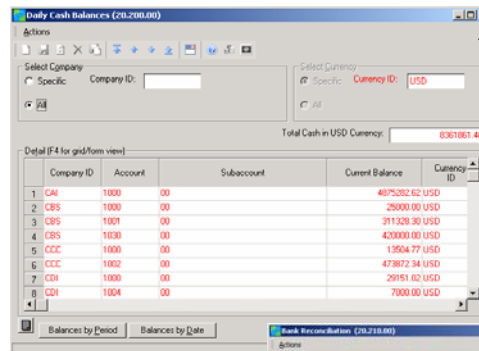 Daily Cash Balances (20.200.00)
Actions
Select Company
Specific Company ID:
All
Select Currency
Specific Currency ID: USD
All
Total Cash in USD Currency: 8361861.48
Detail (F4 for grid/form view)
Company ID Account Subaccount Current Balance Currency ID
1 CAI 1000 00 4875282.62 USD
2 CBS 1000 00 25000.00 USD
3 CBS 1001 00 311328.30 USD
4 CBS 1030 00 420000.00 USD
5 CCC 1000 00 13504.77 USD
6 CCC 1002 00 473872.34 USD
7 CDI 1000 00 29151.02 USD
8 CDI 1004 00 7000.00 USD
Balances by Period Balances by Date
Bank Reconciliation (20.210.00)
Actions